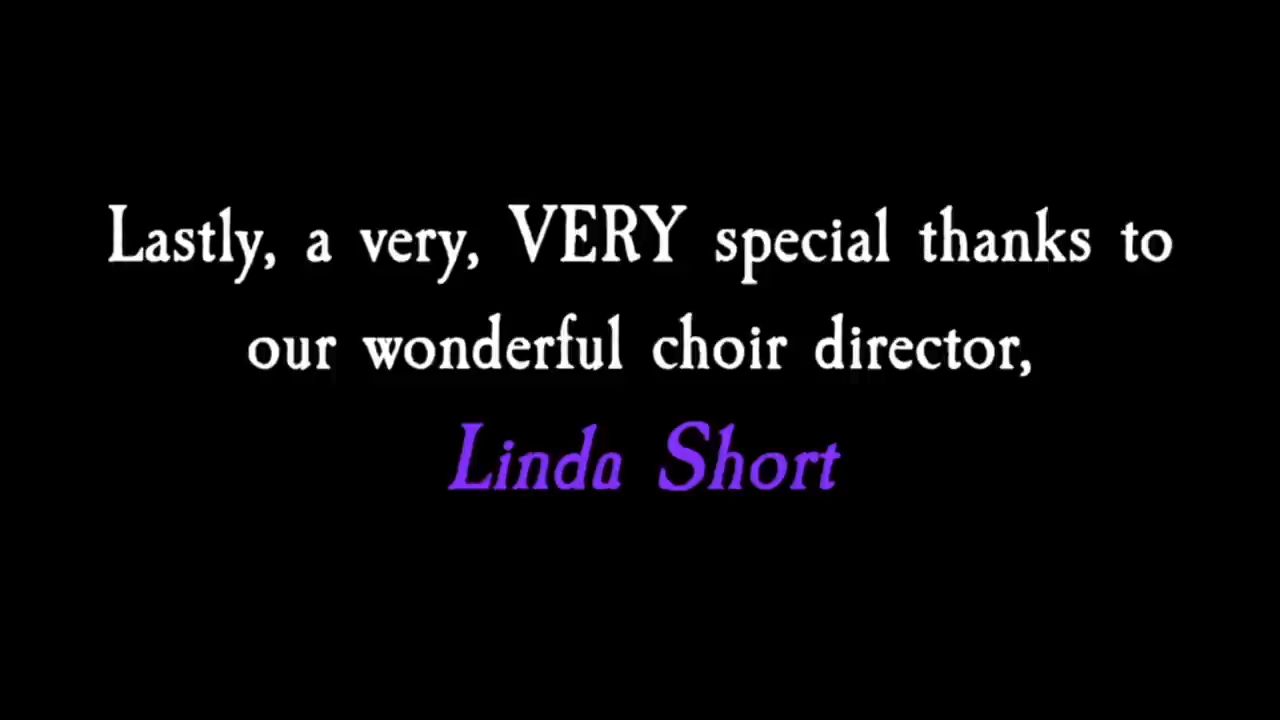 Lastly, a very, VERY special thanks to
our wonderful choir director,
Linda Short